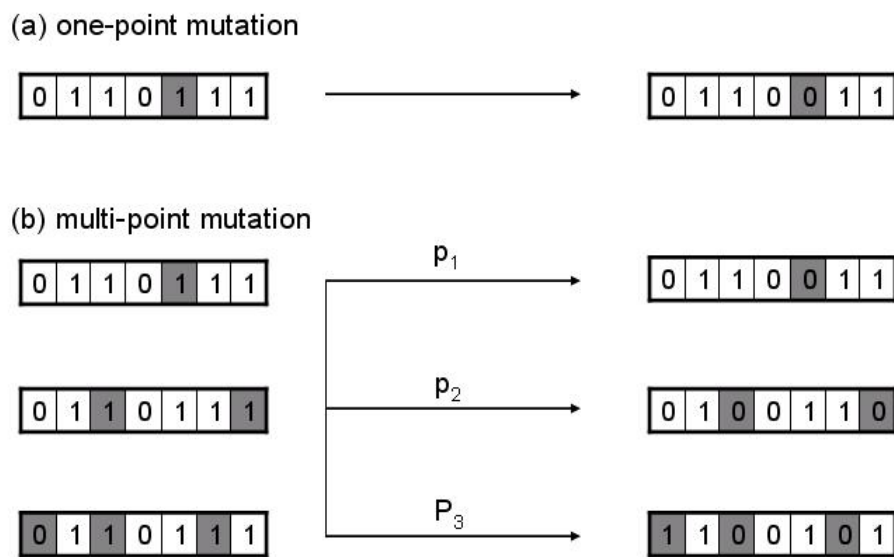 (a) one-point mutation
0 1 1 0 1 1 1
0 1 1 0 0 1 1
(b) multi-point mutation
0 1 1 0 1 1 1
p1
0 1 1 0 0 1 1
0 1 1 0 1 1 1
p2
0 1 0 0 1 1 0
0 1 1 0 1 1 1
P3
1 1 0 0 1 0 1